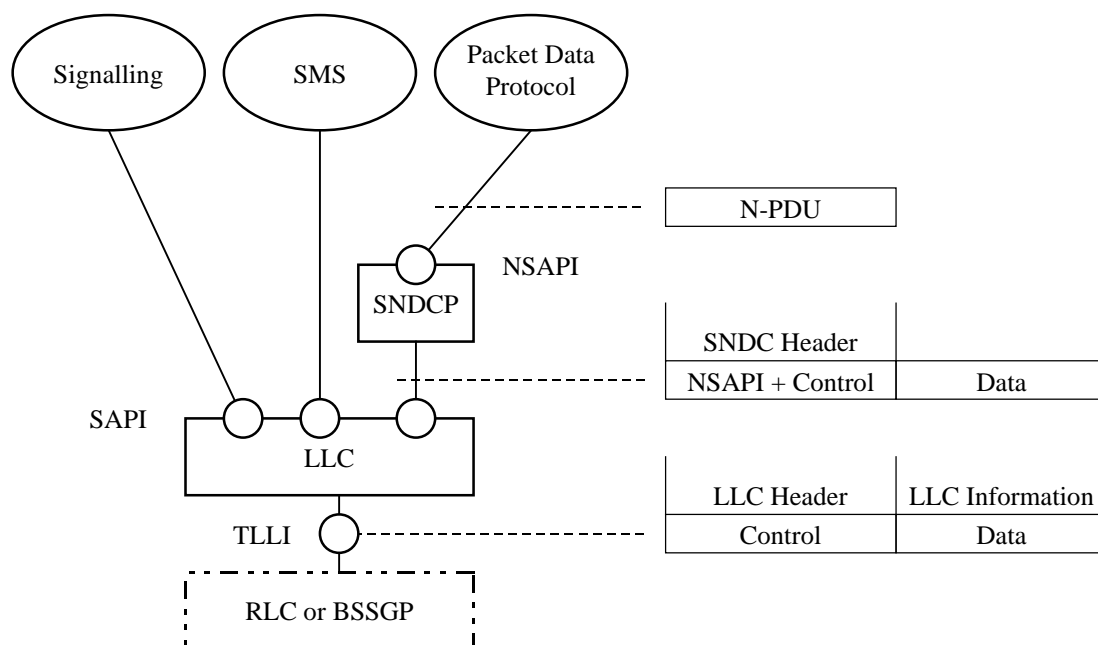 Signalling
SMS
Packet Data
Protocol
N-PDU
NSAPI
SNDCP
SNDC Header
NSAPI + Control
Data
SAPI
LLC
LLC Header
LLC Information
Control
Data
TLLI
RLC or BSSGP